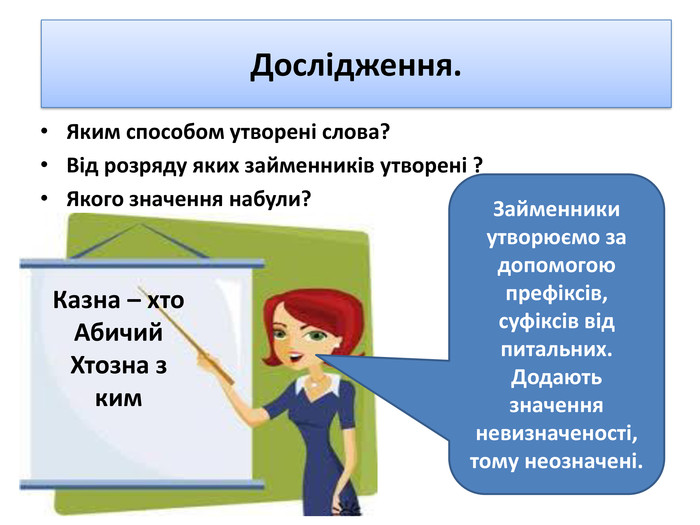 Дослідження.
• Яким способом утворені слова?
• Від розряду яких займенників утворені ?
• Якого значення набули?
Казна – хто
Абичий
Хтозна з
ким
Займенники
утворюємо за
допомогою
префіксів,
суфіксів від
питальних.
Додають
значення
невизначеності,
тому неозначені.